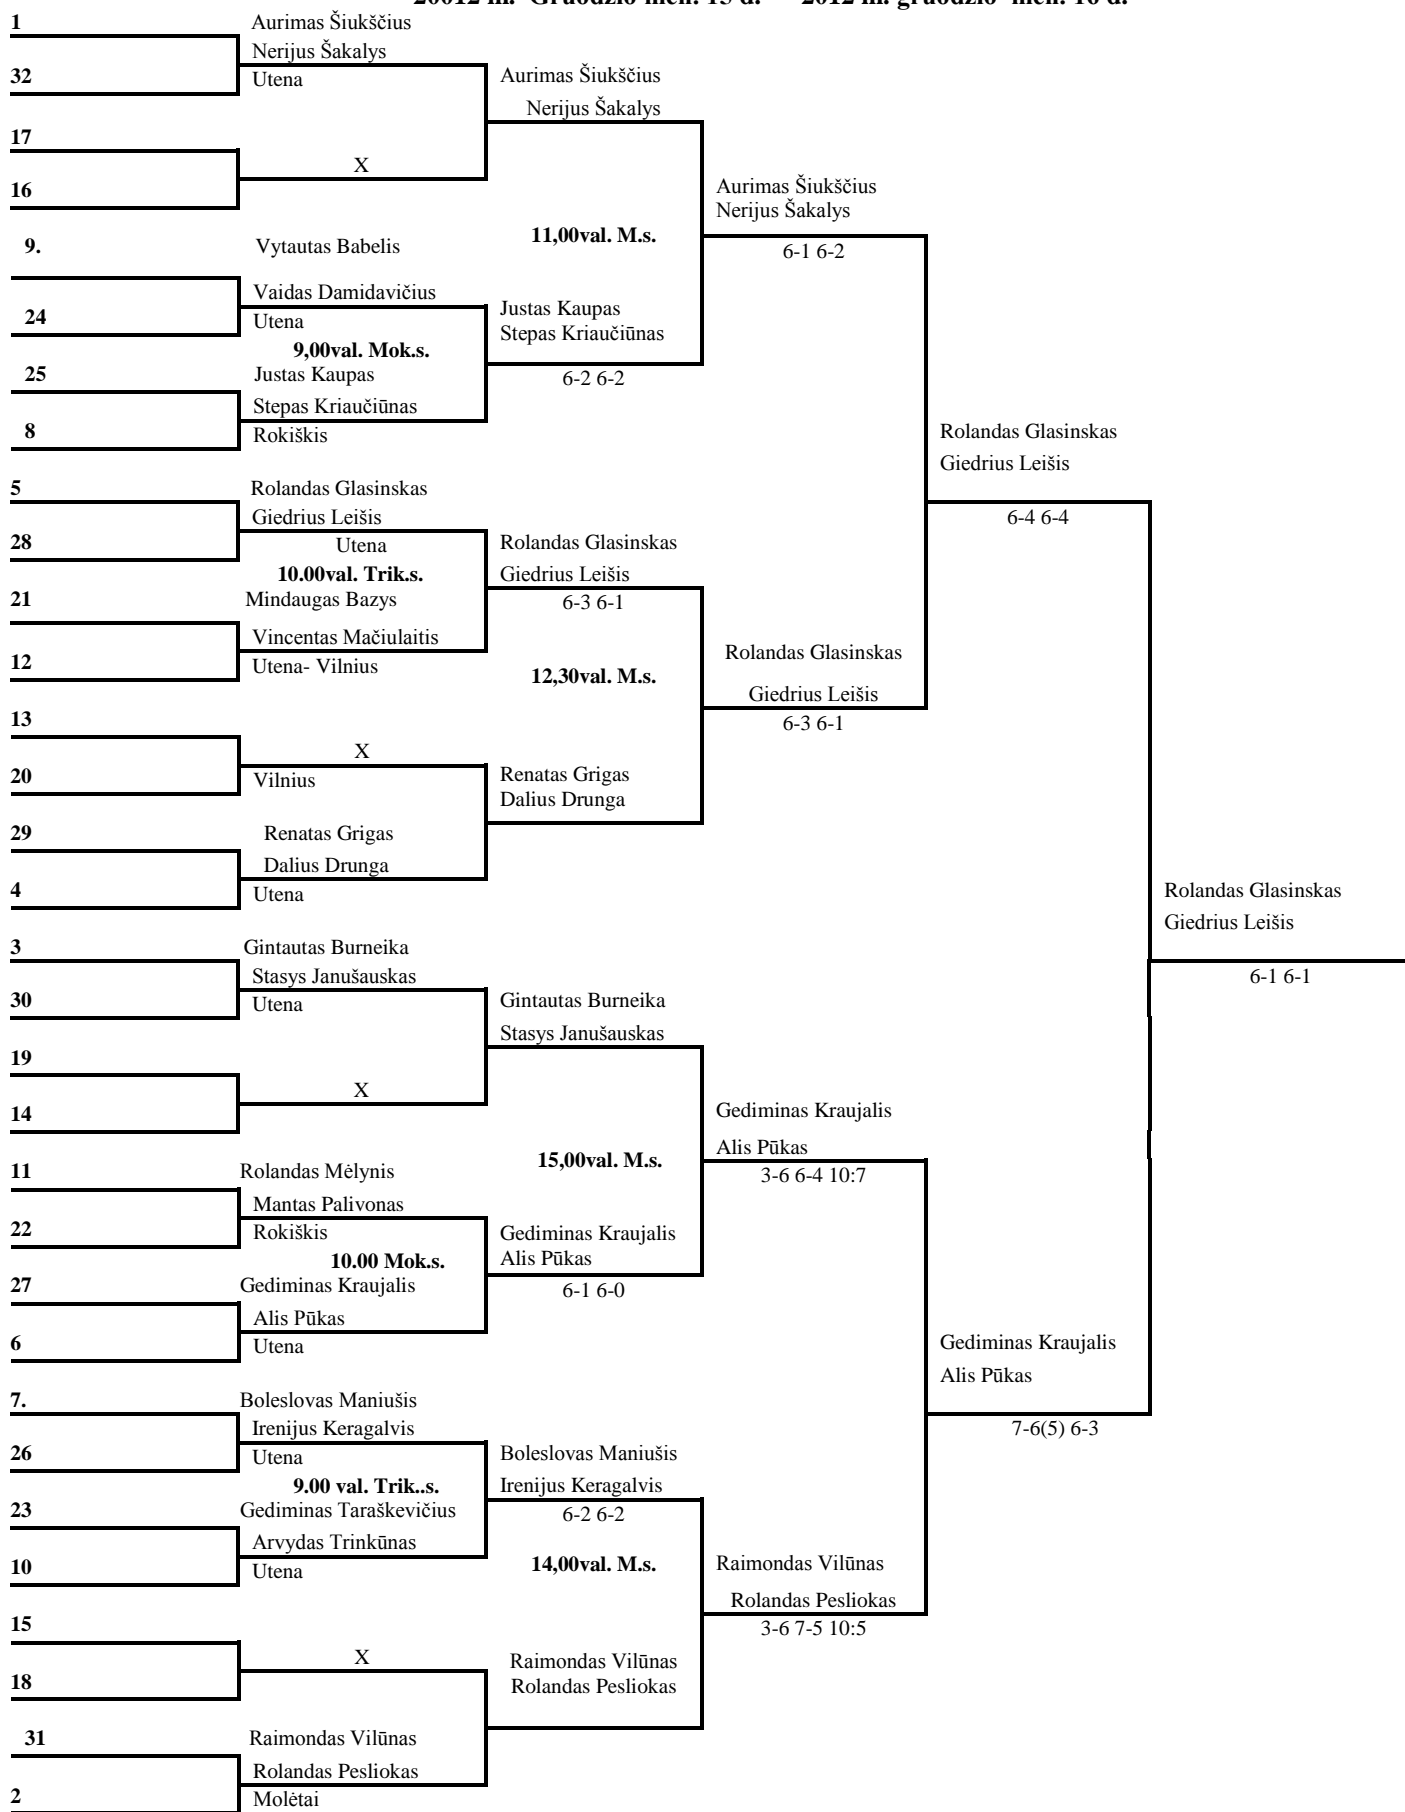 20012 m. Gruodžio mėn. 15 d. 2012 m. gruodžio mėn. 16 d.
1
Aurimas Šiukščius
Nerijus Šakalys
32
Utena
Aurimas Šiukščius
Nerijus Šakalys
17
X
16
Aurimas Šiukščius
Nerijus Šakalys
9.
Vytautas Babelis
11,00val. M.s.
6-1 6-2
Vaidas Damidavičius
24
Utena
Justas Kaupas
Stepas Kriaučiūnas
9,00val. Mok.s.
25
Justas Kaupas
6-2 6-2
Stepas Kriaučiūnas
8
Rokiškis
Rolandas Glasinskas
Giedrius Leišis
5
Rolandas Glasinskas
Giedrius Leišis
6-4 6-4
28
Utena
Rolandas Glasinskas
10.00val. Trik.s.
Giedrius Leišis
21
Mindaugas Bazys
6-3 6-1
Vincentas Mačiulaitis
12
Utena- Vilnius
12,30val. M.s.
Rolandas Glasinskas
Giedrius Leišis
13
6-3 6-1
X
20
Vilnius
Renatas Grigas
Dalius Drunga
29
Renatas Grigas
Dalius Drunga
4
Utena
Rolandas Glasinskas
Giedrius Leišis
3
Gintautas Burneika
Stasys Janušauskas
6-1 6-1
30
Utena
Gintautas Burneika
Stasys Janušauskas
19
X
14
Gediminas Kraujalis
Alis Pūkas
11
Rolandas Mėlynis
15,00val. M.s.
3-6 6-4 10:7
Mantas Palivonas
22
Rokiškis
Gediminas Kraujalis
Alis Pūkas
10.00 Mok.s.
27
Gediminas Kraujalis
6-1 6-0
Alis Pūkas
6
Utena
Gediminas Kraujalis
Alis Pūkas
7.
Boleslovas Maniušis
Irenijus Keragalvis
7-6(5) 6-3
26
Utena
Boleslovas Maniušis
9.00 val. Trik..s.
Irenijus Keragalvis
23
Gediminas Taraškevičius
6-2 6-2
Arvydas Trinkūnas
10
Utena
14,00val. M.s.
Raimondas Vilūnas
Rolandas Pesliokas
15
3-6 7-5 10:5
X
18
Raimondas Vilūnas
Rolandas Pesliokas
31
Raimondas Vilūnas
Rolandas Pesliokas
2
Molėtai